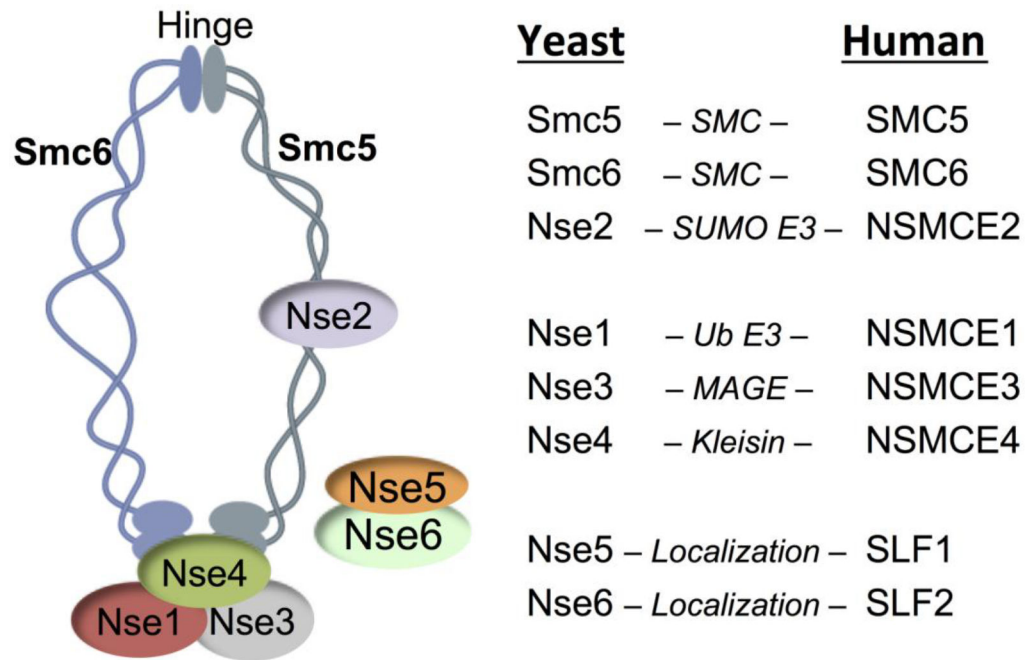 Hinge
Smc6
Smc5
Nse2
Nse5
Nse6
Nse4
Nse1
Nse3
Yeast Human
Smc5 – SMC – SMC5
Smc6 – SMC – SMC6
Nse2 – SUMO E3 – NSMCE2
Nse1 – Ub E3 – NSMCE1
Nse3 – MAGE – NSMCE3
Nse4 – Kleisin – NSMCE4
Nse5 – Localization – SLF1
Nse6 – Localization – SLF2